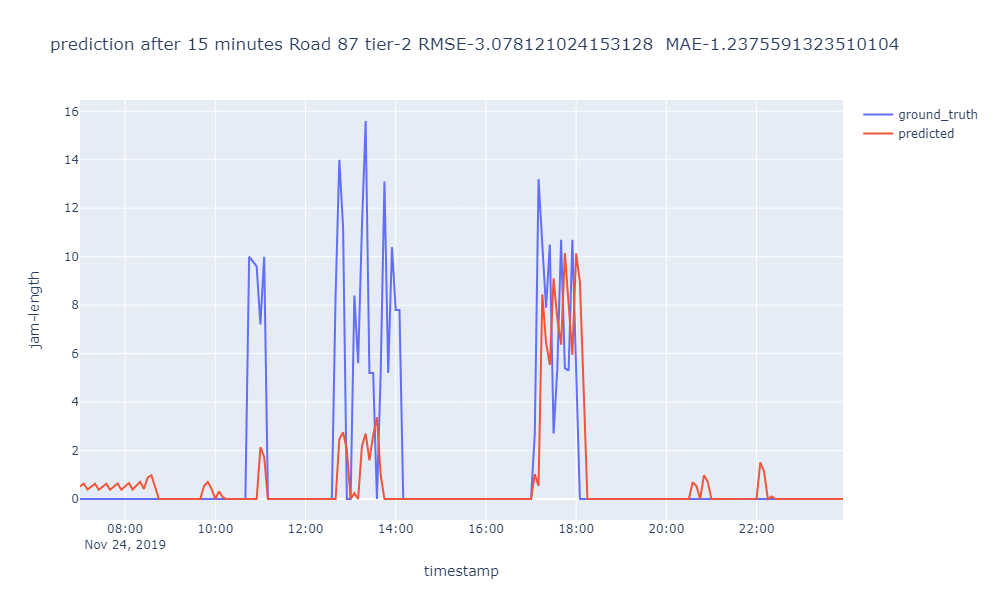 prediction after 15 minutes Road 87 tier-2 RMSE-3.078121024153128  MAE-1.2375591323510104
ground_truth
predicted
16
14
12
10
8
6
4
2
0
jam-length
08:00 10:00 12:00 14:00 16:00 18:00 20:00 22:00
Nov 24, 2019
timestamp